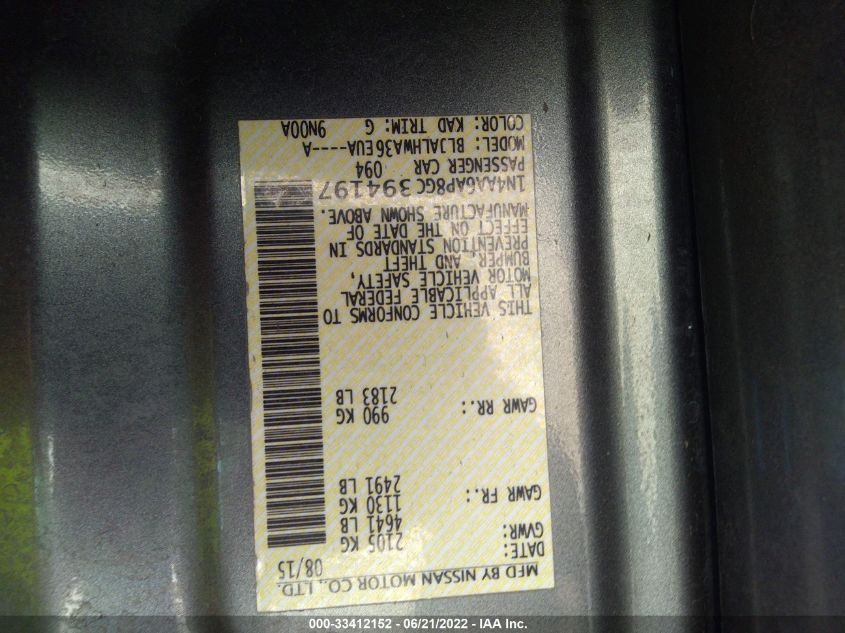 MFD BY NISSAN MOTOR CO., LTD.
DATE: 08/15
GVWR: 2105 KG
4641 LB
GAWR FR.: 1130 KG
2491 LB
GAWR RR.: 990 KG
2183 LB
THIS VEHICLE CONFORMS TO
ALL APPLICABLE FEDERAL
MOTOR VEHICLE SAFETY,
BUMPER AND THEFT
PREVENTION STANDARDS IN
EFFECT ON THE DATE OF
MANUFACTURE SHOWN ABOVE.
1N4AA6AP8GC394197
PASSENGER CAR 094
MODEL: BLJALHWA36EUA----A
COLOR: KAD TRIM: G 9N00A
000-33412152 - 06/21/2022 - IAA Inc.